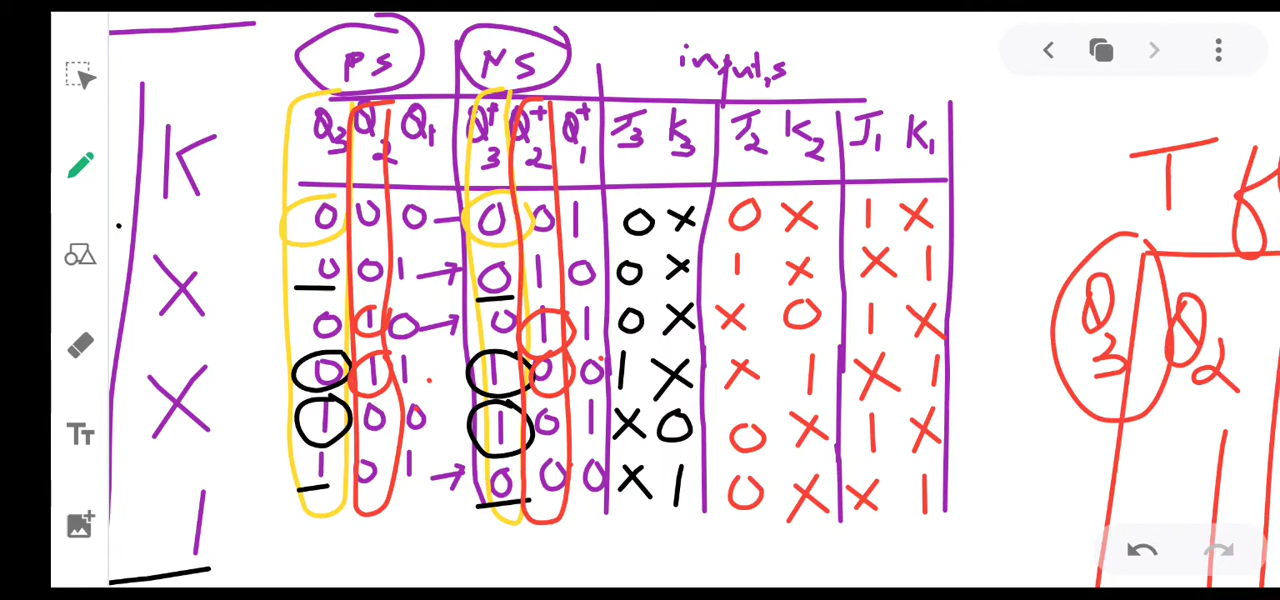 PS NS inputs
Q3 Q2 Q1 Q3+ Q2+ Q1+ J3 K3 J2 K2 J1 K1
0 0 0 – 0 0 1 0 x 0 x 1 x
0 0 1 → 0 1 0 0 x 1 x x 1
0 1 0 → 0 1 1 0 x x 0 1 x
0 1 1 1 0 0 1 x x 1 x 1
1 0 0 1 0 1 x 0 0 x 1 x
1 0 1 → 0 0 0 x 1 0 x x 1
K
X
X
1
Q3 Q2
Tt